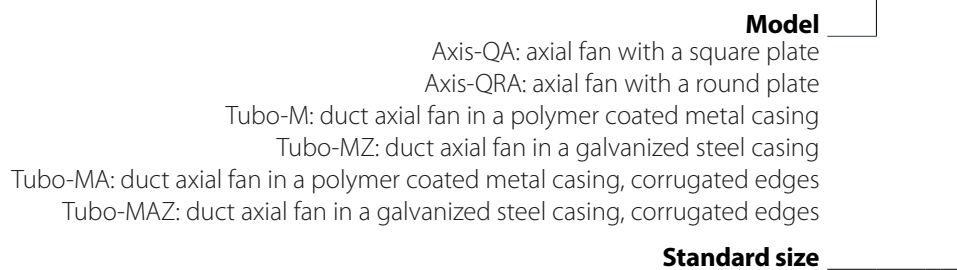 Model
Axis-QA: axial fan with a square plate
Axis-QRA: axial fan with a round plate
Tubo-M: duct axial fan in a polymer coated metal casing
Tubo-MZ: duct axial fan in a galvanized steel casing
Tubo-MA: duct axial fan in a polymer coated metal casing, corrugated edges
Tubo-MAZ: duct axial fan in a galvanized steel casing, corrugated edges
Standard size